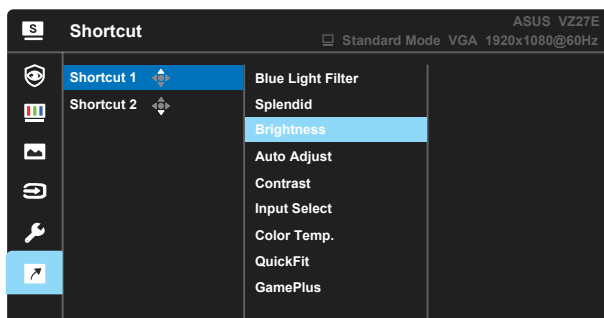 S
Shortcut
ASUS VZ27E
Standard Mode VGA 1920x1080@60Hz
Shortcut 1
Shortcut 2
Blue Light Filter
Splendid
Brightness
Auto Adjust
Contrast
Input Select
Color Temp.
QuickFit
GamePlus